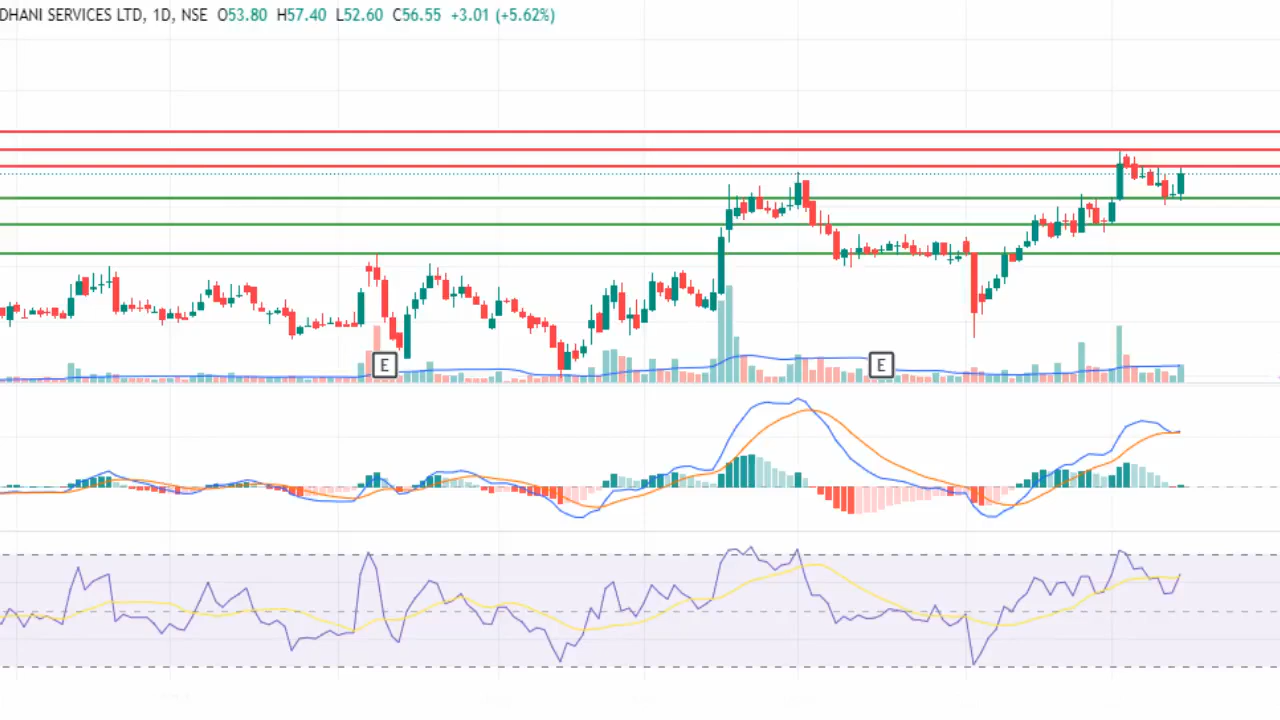 DHANI SERVICES LTD, 1D, NSE O53.80 H57.40 L52.60 C56.55 +3.01 (+5.62%)
E
E